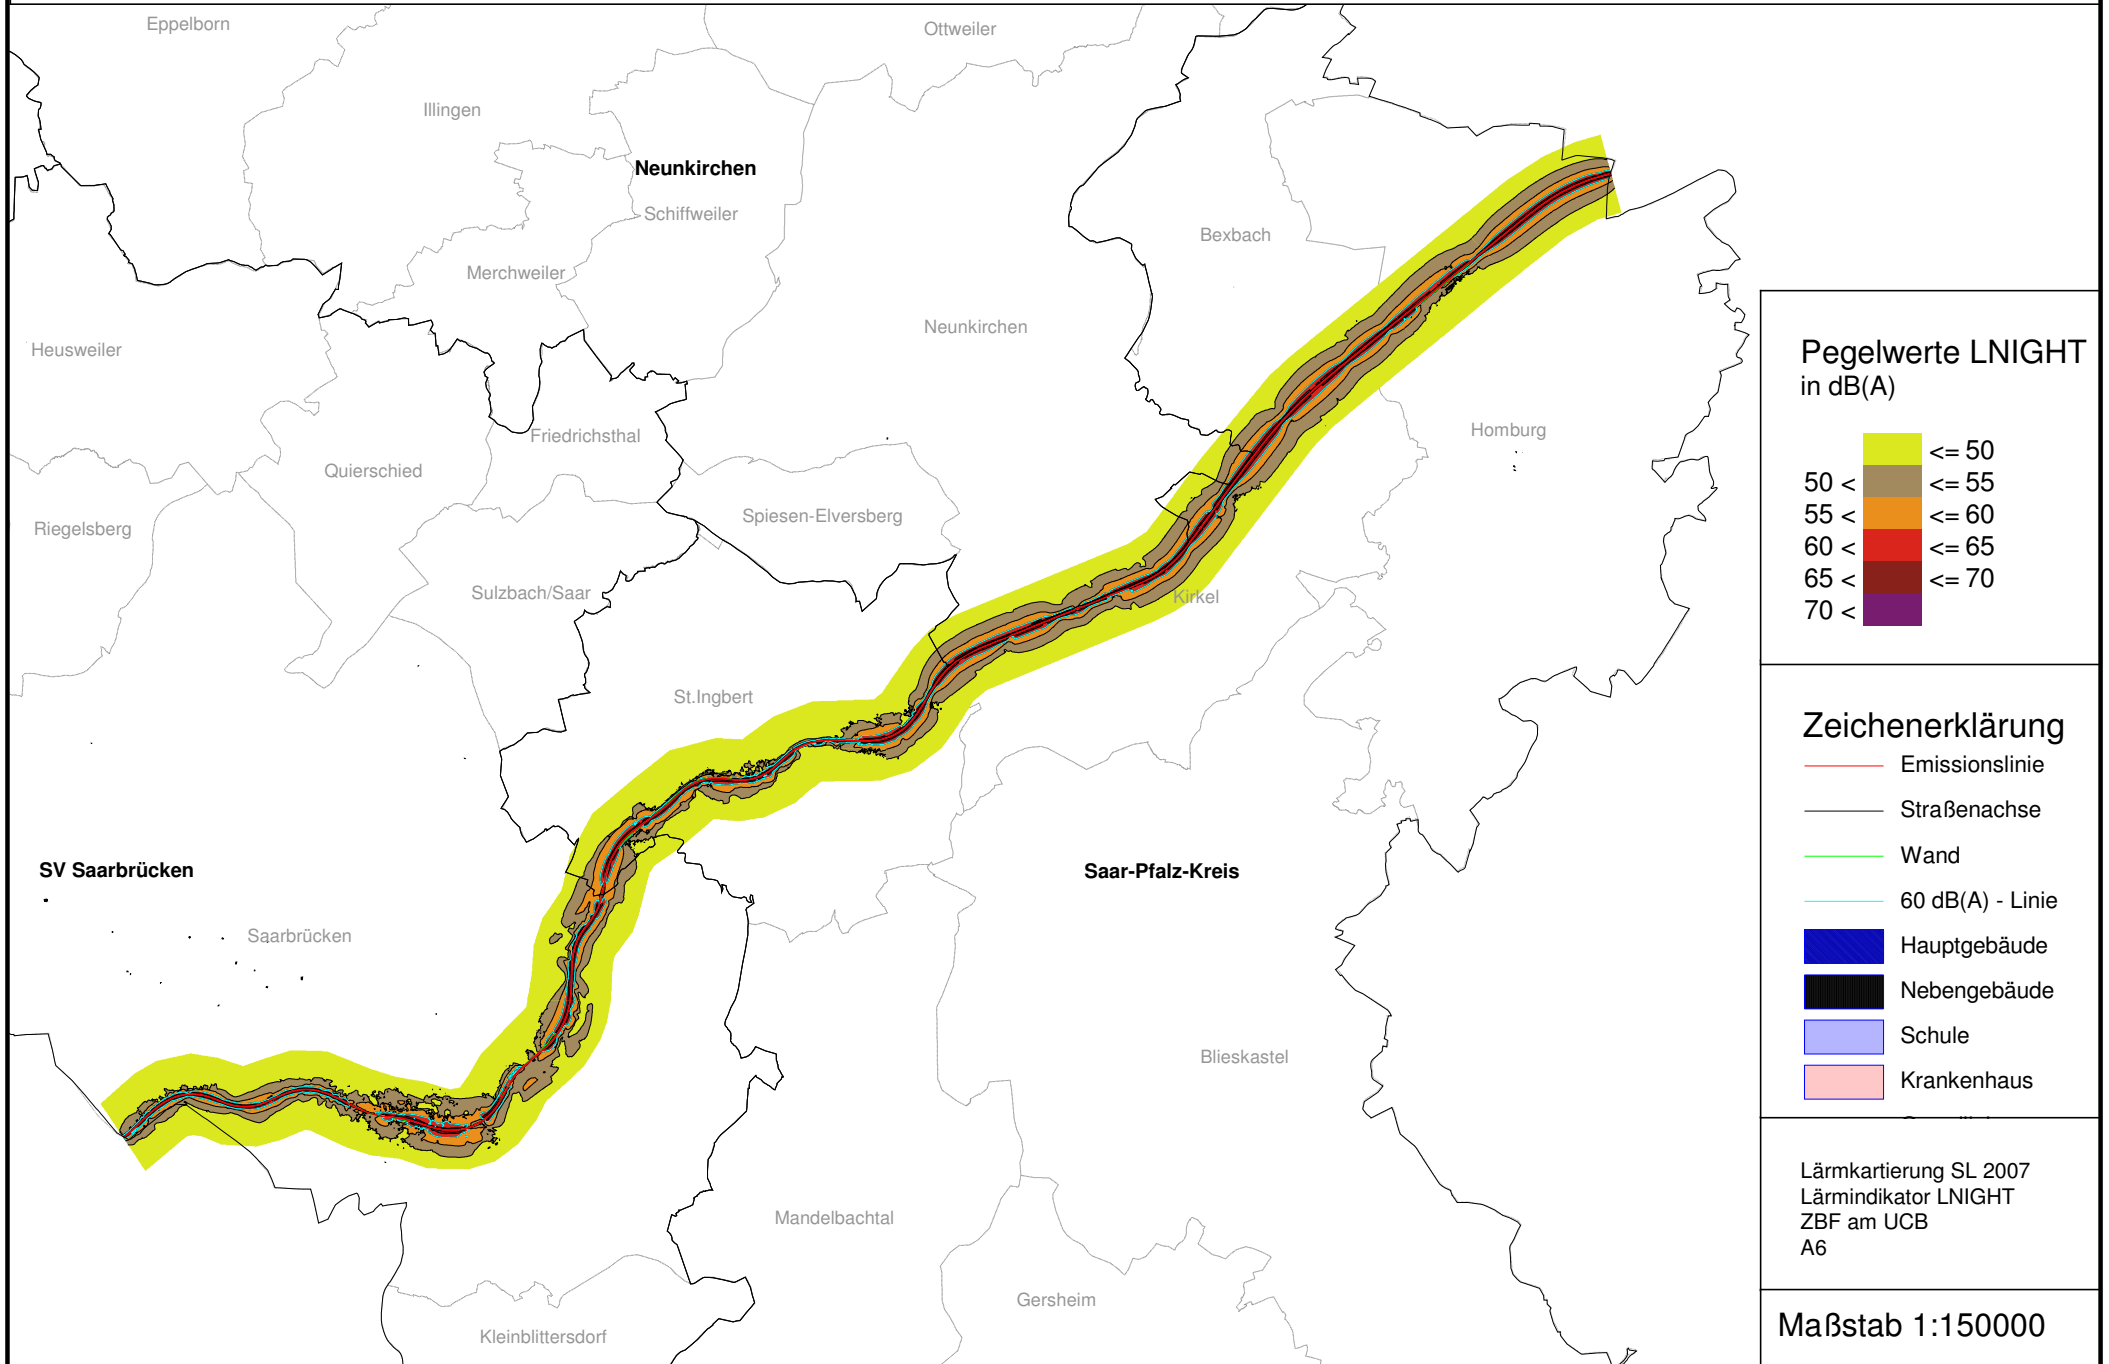 Eppelborn
Ottweiler
Illingen
Neunkirchen
Schiffweiler
Bexbach
Merchweiler
Neunkirchen
Heusweiler
Friedrichsthal
Homburg
Quierschied
Spiesen-Elversberg
Riegelsberg
Sulzbach/Saar
Kirkel
St.Ingbert
SV Saarbrücken
Saar-Pfalz-Kreis
Saarbrücken
Blieskastel
Mandelbachtal
Gersheim
Kleinblittersdorf
Pegelwerte LNIGHT
in dB(A)
<= 50
50 < <= 55
55 < <= 60
60 < <= 65
65 < <= 70
70 <
Zeichenerklärung
Emissionslinie
Straßenachse
Wand
60 dB(A) - Linie
Hauptgebäude
Nebengebäude
Schule
Krankenhaus
Lärmkartierung SL 2007
Lärmindikator LNIGHT
ZBF am UCB
A6
Maßstab 1:150000